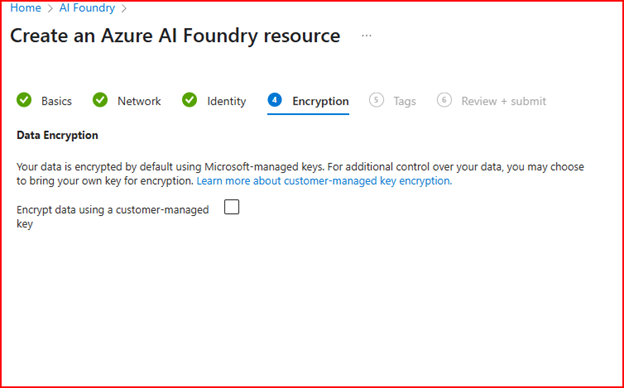 Home > AI Foundry >
Create an Azure AI Foundry resource ...
Basics Network Identity 4 Encryption 5 Tags 6 Review + submit
Data Encryption
Your data is encrypted by default using Microsoft-managed keys. For additional control over your data, you may choose
to bring your own key for encryption. Learn more about customer-managed key encryption.
Encrypt data using a customer-managed
key